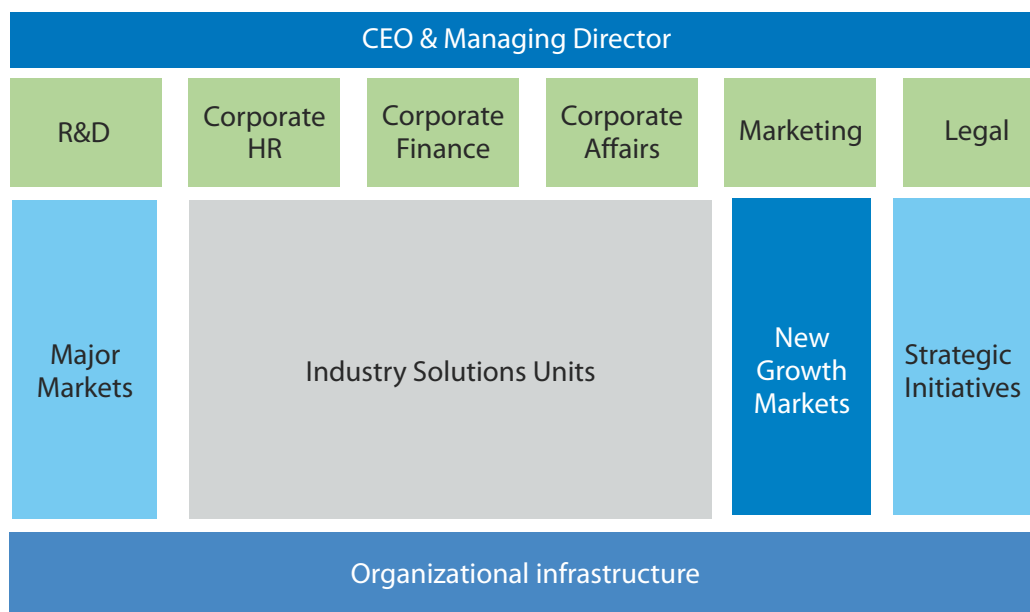 CEO & Managing Director
R&D
Corporate
HR
Corporate
Finance
Corporate
Affairs
Marketing
Legal
Major
Markets
Industry Solutions Units
New
Growth
Markets
Strategic
Initiatives
Organizational infrastructure